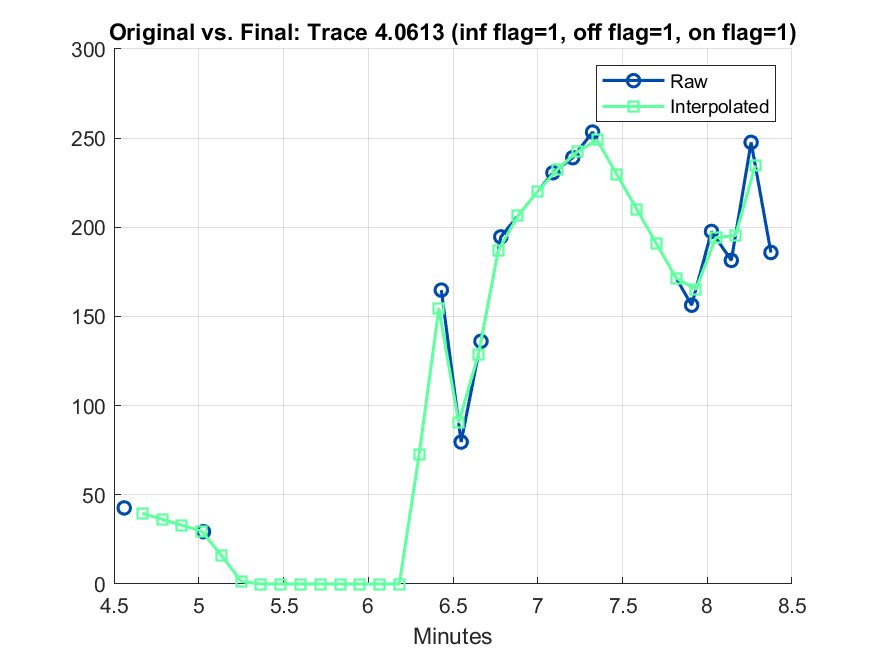 Original vs. Final: Trace 4.0613 (inf flag=1, off flag=1, on flag=1)
300
250
200
150
100
50
0
Raw
Interpolated
4.5 5 5.5 6 6.5 7 7.5 8 8.5
Minutes